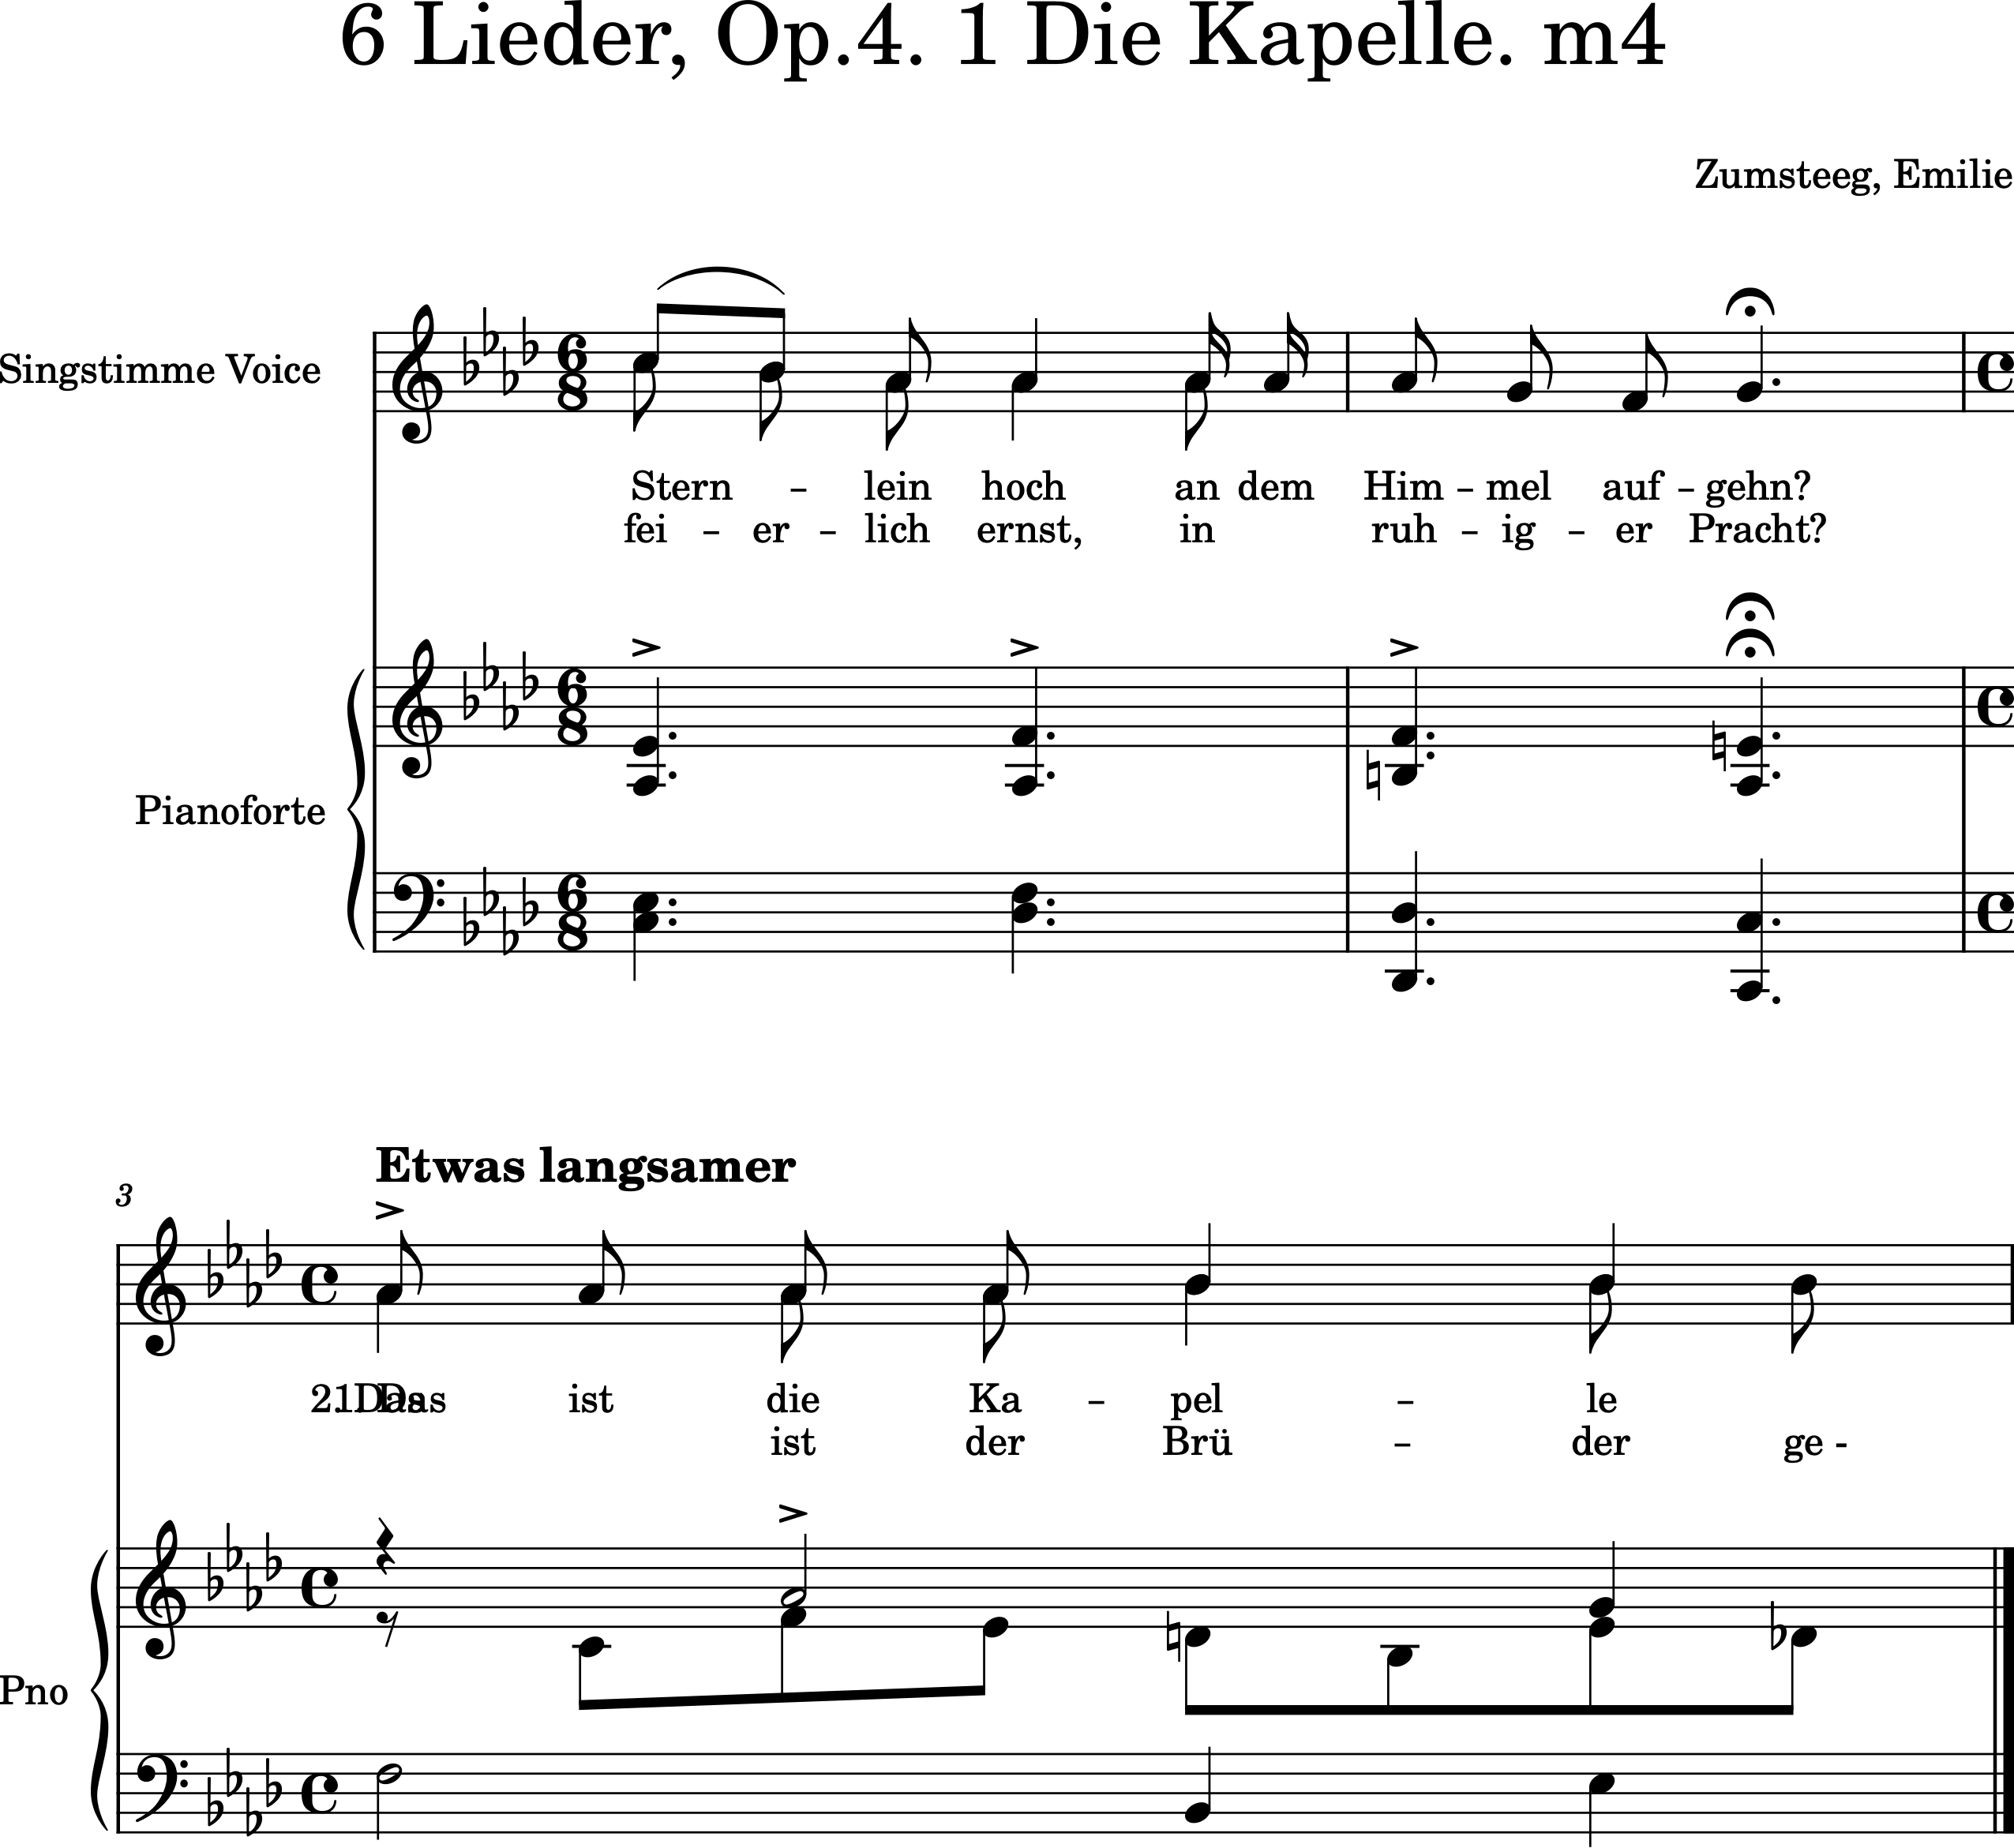 6 Lieder, Op.4. 1 Die Kapelle. m4
Zumsteeg, Emilie
Singstimme Voice
Stern – lein hoch an dem Him – mel auf – gehn?
fei – er – lich ernst, in ruh – ig – er Pracht?
Pianoforte
Etwas langsamer
3
Das ist die Ka – pel – le
ist der Brü – der ge -
Pno